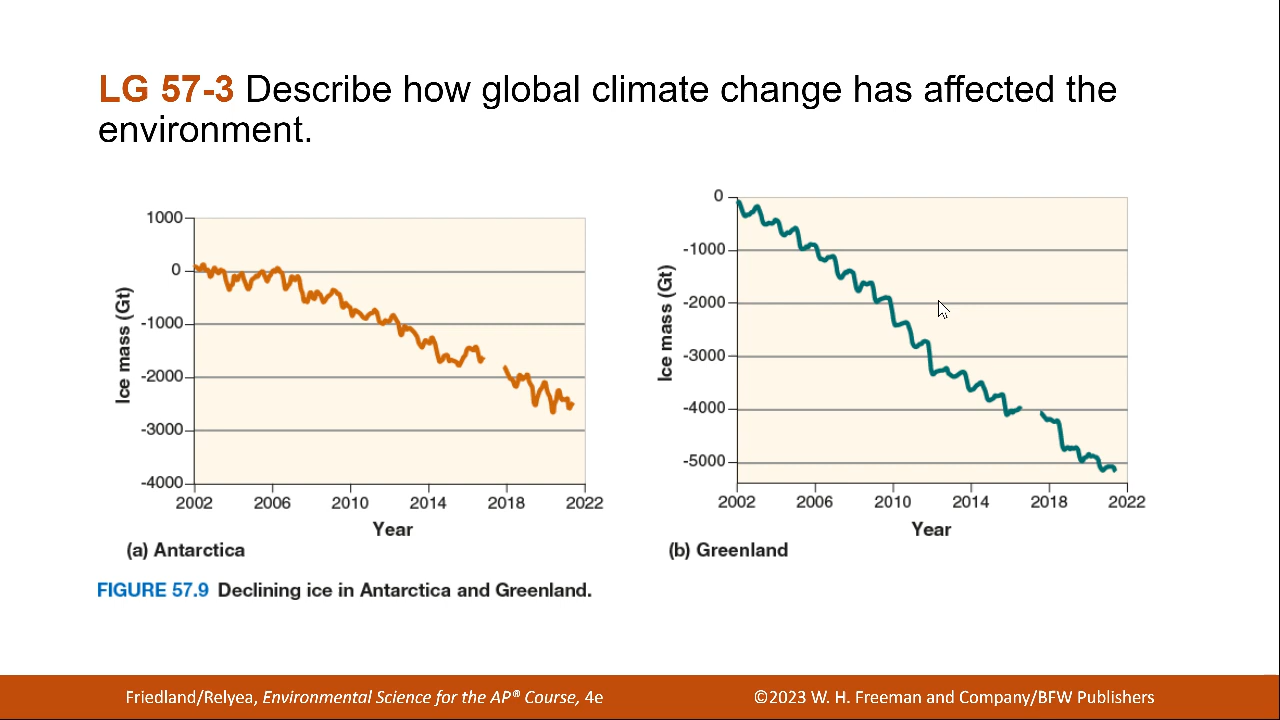 LG 57-3 Describe how global climate change has affected the
environment.
1000
0
-1000
-2000
-3000
-4000
Ice mass (Gt)
2002 2006 2010 2014 2018 2022
Year
(a) Antarctica
0
-1000
-2000
-3000
-4000
-5000
Ice mass (Gt)
2002 2006 2010 2014 2018 2022
Year
(b) Greenland
FIGURE 57.9 Declining ice in Antarctica and Greenland.
Friedland/Relyea, Environmental Science for the AP® Course, 4e
©2023 W. H. Freeman and Company/BFW Publishers